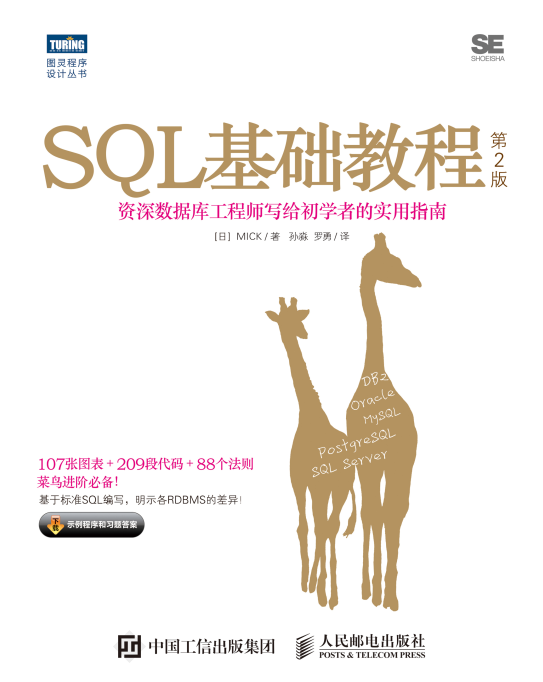 TURING
图灵程序
设计丛书
SE
SHOEISHA
SQL基础教程
第2版
资深数据库工程师写给初学者的实用指南
[日] MICK / 著 孙淼 罗勇 / 译
DB2
Oracle
MySQL
PostgreSQL
SQL Server
107张图表 + 209段代码 + 88个法则
菜鸟进阶必备！
基于标准SQL编写，明示各RDBMS的差异！
下载
示例程序和习题答案
中国工信出版集团
人民邮电出版社
POSTS & TELECOM PRESS